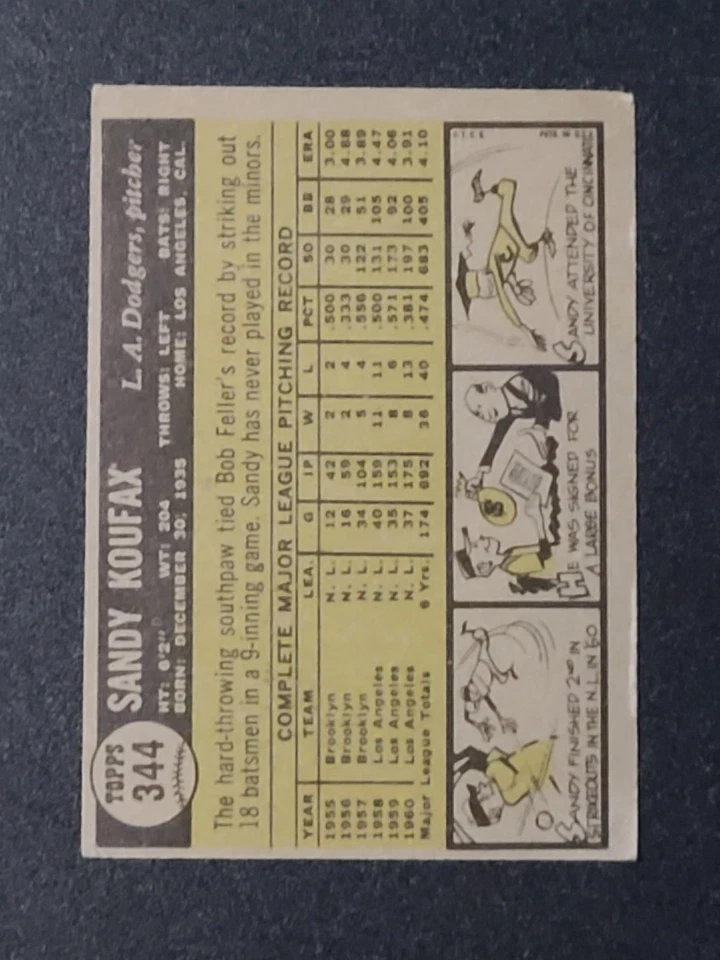 TOPPS
344
SANDY KOUFAX L. A. Dodgers, pitcher
HT: 6'2" WT: 204 THROWS: LEFT BATS: RIGHT
BORN: DECEMBER 30, 1935 HOME: LOS ANGELES, CAL.
The hard-throwing southpaw tied Bob Feller's record by striking out
18 batsmen in a 9-inning game. Sandy has never played in the minors.
COMPLETE MAJOR LEAGUE PITCHING RECORD
YEAR TEAM LEA. G IP W L PCT SO BB ERA
1955 Brooklyn N. L. 12 42 2 2 .500 30 28 3.00
1956 Brooklyn N. L. 16 59 2 4 .333 30 29 4.88
1957 Brooklyn N. L. 34 104 5 4 .556 122 51 3.89
1958 Los Angeles N. L. 40 159 11 11 .500 131 105 4.47
1959 Los Angeles N. L. 35 153 8 6 .571 173 92 4.06
1960 Los Angeles N. L. 37 175 8 13 .381 197 100 3.91
Major League Totals 6 Yrs. 174 692 36 40 .474 683 405 4.10
SANDY FINISHED 2ND IN
STRIKEOUTS IN THE N.L. IN '60
$
HE WAS SIGNED FOR
A LARGE BONUS
C
SANDY ATTENDED THE
UNIVERSITY OF CINCINNATI